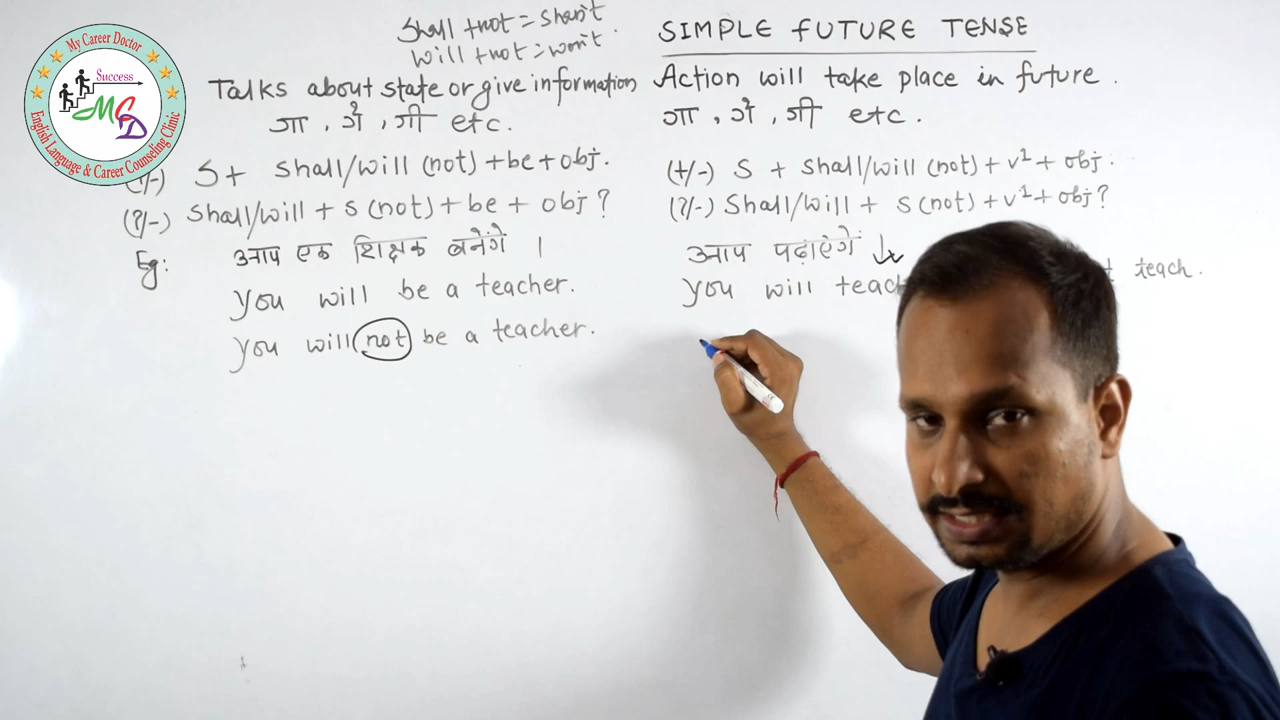 My Career Doctor
Success
MCD
English Language & Career Counseling Clinic
Shall + not = Shan't
Will + not = won't
SIMPLE FUTURE TENSE
Talks about state or give information
गा , गे , गी etc.
(+/-) S + Shall/will (not) + be + obj.
(?/-) Shall/will + S (not) + be + obj ?
Eg: आप एक शिक्षक बनेंगे ।
You will be a teacher.
You will not be a teacher.
Action will take place in future .
गा , गे , गी etc .
(+/-) S + Shall/will (not) + v¹ + obj .
(?/-) Shall/will + S (not) + v¹ + obj ?
आप पढ़ाएंगे
You will teach
teach .